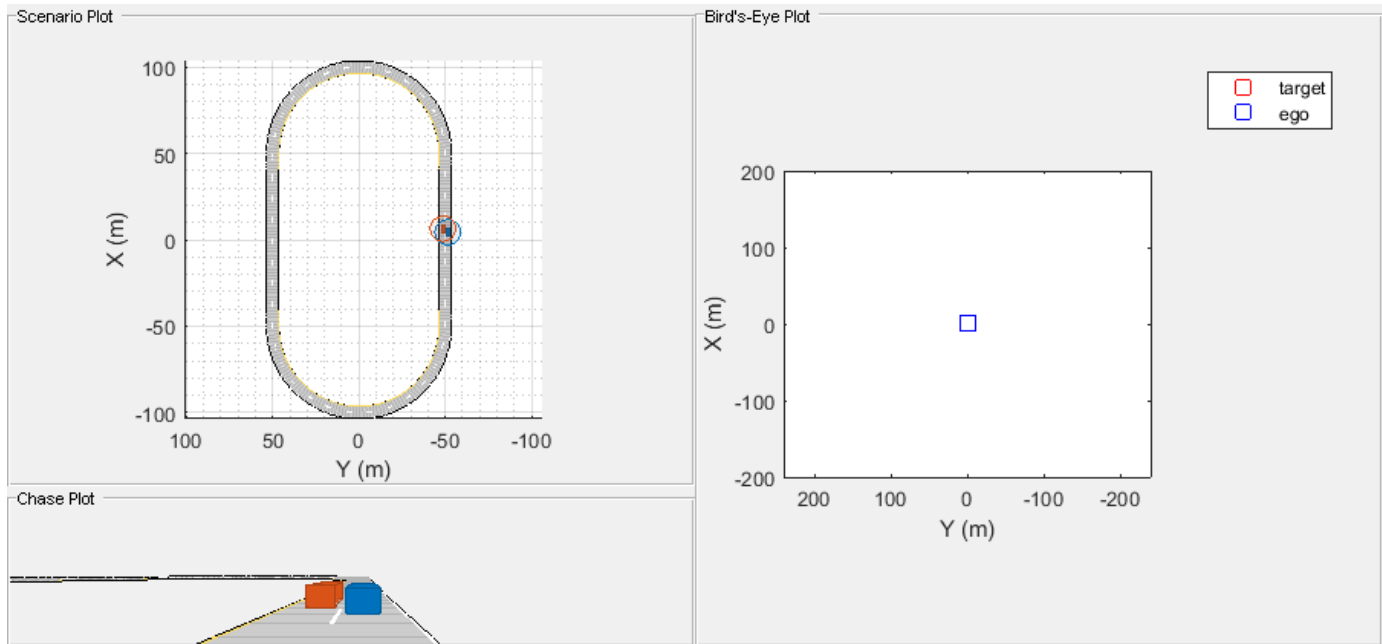 Scenario Plot
100
50
0
-50
-100
X (m)
100 50 0 -50 -100
Y (m)
Chase Plot
Bird's-Eye Plot
target
ego
200
100
0
-100
-200
X (m)
200 100 0 -100 -200
Y (m)